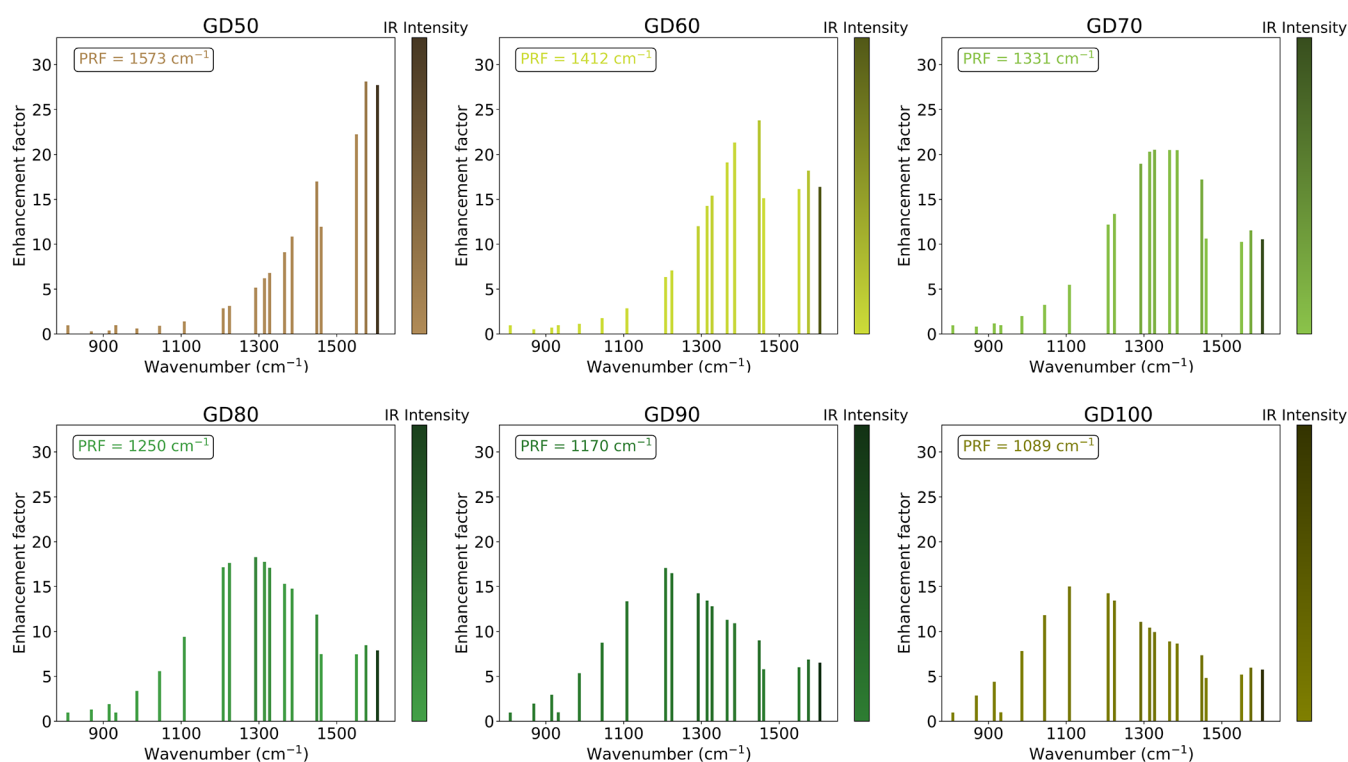 GD50
IR Intensity
PRF = 1573 cm⁻¹
Enhancement factor
30
25
20
15
10
5
0
900 1100 1300 1500
Wavenumber (cm⁻¹)
GD60
IR Intensity
PRF = 1412 cm⁻¹
Enhancement factor
30
25
20
15
10
5
0
900 1100 1300 1500
Wavenumber (cm⁻¹)
GD70
IR Intensity
PRF = 1331 cm⁻¹
Enhancement factor
30
25
20
15
10
5
0
900 1100 1300 1500
Wavenumber (cm⁻¹)
GD80
IR Intensity
PRF = 1250 cm⁻¹
Enhancement factor
30
25
20
15
10
5
0
900 1100 1300 1500
Wavenumber (cm⁻¹)
GD90
IR Intensity
PRF = 1170 cm⁻¹
Enhancement factor
30
25
20
15
10
5
0
900 1100 1300 1500
Wavenumber (cm⁻¹)
GD100
IR Intensity
PRF = 1089 cm⁻¹
Enhancement factor
30
25
20
15
10
5
0
900 1100 1300 1500
Wavenumber (cm⁻¹)